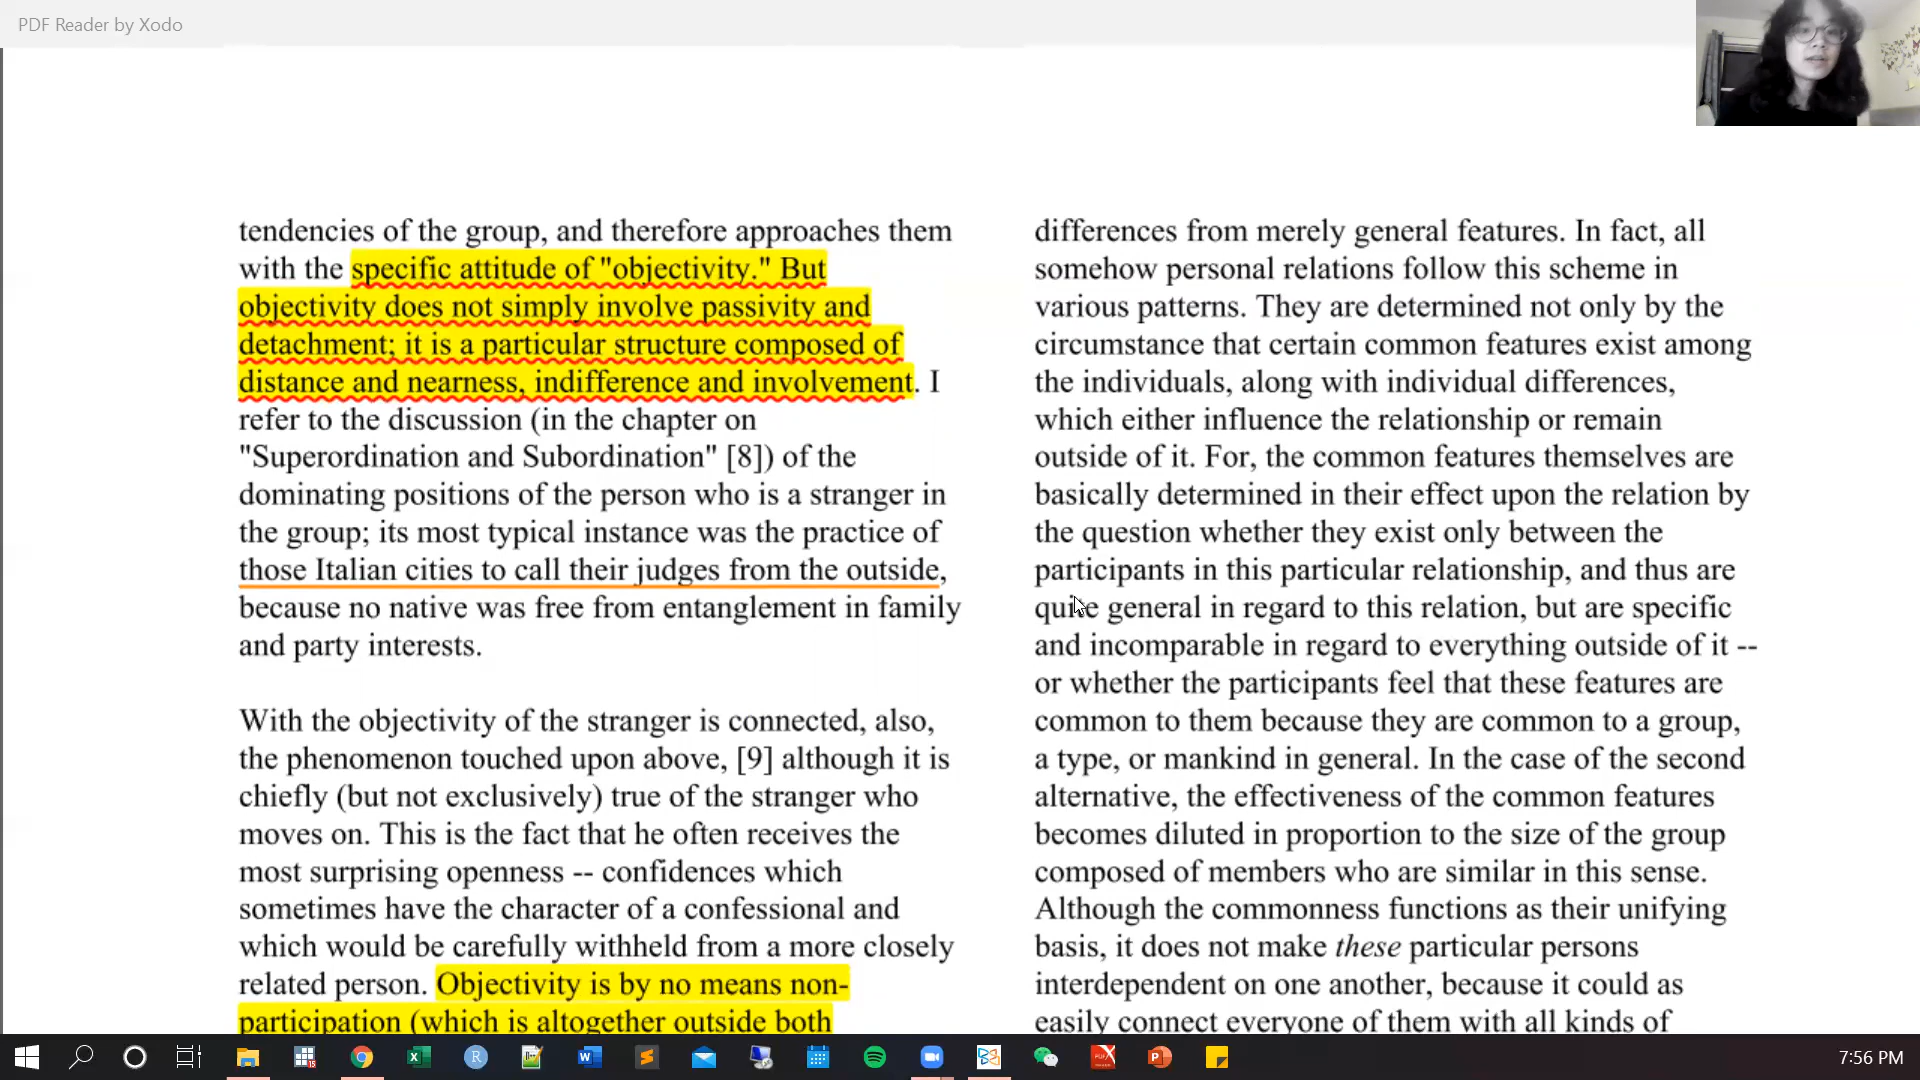 PDF Reader by Xodo
tendencies of the group, and therefore approaches them
with the specific attitude of "objectivity." But
objectivity does not simply involve passivity and
detachment; it is a particular structure composed of
distance and nearness, indifference and involvement. I
refer to the discussion (in the chapter on
"Superordination and Subordination" [8]) of the
dominating positions of the person who is a stranger in
the group; its most typical instance was the practice of
those Italian cities to call their judges from the outside,
because no native was free from entanglement in family
and party interests.
With the objectivity of the stranger is connected, also,
the phenomenon touched upon above, [9] although it is
chiefly (but not exclusively) true of the stranger who
moves on. This is the fact that he often receives the
most surprising openness -- confidences which
sometimes have the character of a confessional and
which would be carefully withheld from a more closely
related person. Objectivity is by no means non-
participation (which is altogether outside both
differences from merely general features. In fact, all
somehow personal relations follow this scheme in
various patterns. They are determined not only by the
circumstance that certain common features exist among
the individuals, along with individual differences,
which either influence the relationship or remain
outside of it. For, the common features themselves are
basically determined in their effect upon the relation by
the question whether they exist only between the
participants in this particular relationship, and thus are
quite general in regard to this relation, but are specific
and incomparable in regard to everything outside of it --
or whether the participants feel that these features are
common to them because they are common to a group,
a type, or mankind in general. In the case of the second
alternative, the effectiveness of the common features
becomes diluted in proportion to the size of the group
composed of members who are similar in this sense.
Although the commonness functions as their unifying
basis, it does not make these particular persons
interdependent on one another, because it could as
easily connect everyone of them with all kinds of
7:56 PM